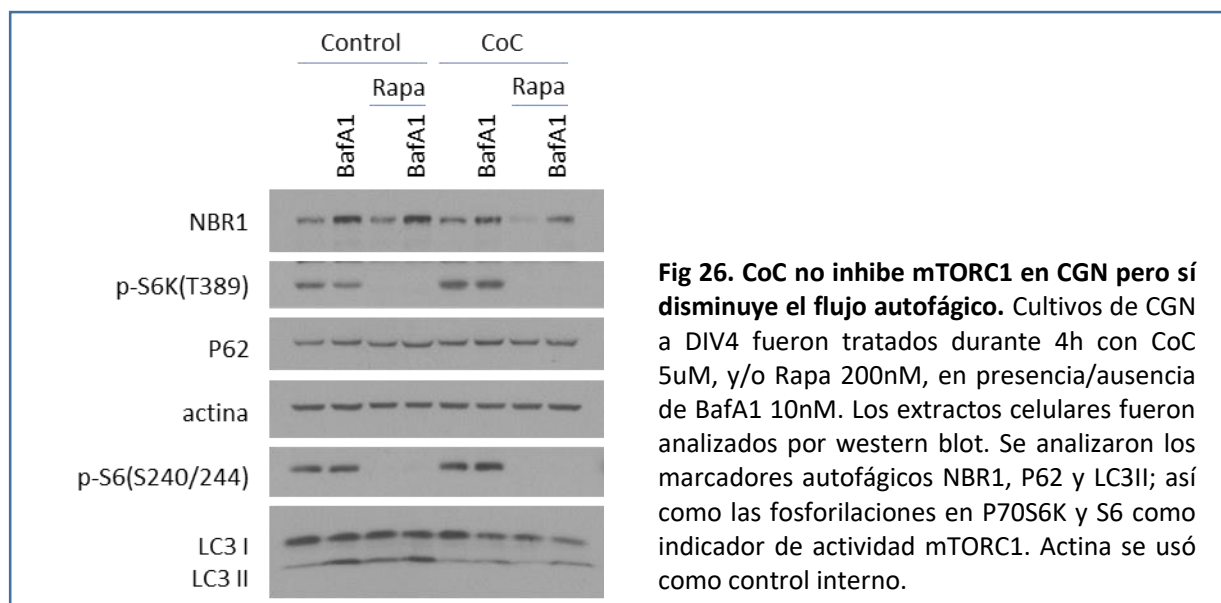 Control CoC
Rapa Rapa
BafA1 BafA1 BafA1 BafA1
NBR1
p-S6K(T389)
P62
actina
p-S6(S240/244)
LC3 I
LC3 II
Fig 26. CoC no inhibe mTORC1 en CGN pero sí
disminuye el flujo autofágico. Cultivos de CGN
a DIV4 fueron tratados durante 4h con CoC
5uM, y/o Rapa 200nM, en presencia/ausencia
de BafA1 10nM. Los extractos celulares fueron
analizados por western blot. Se analizaron los
marcadores autofágicos NBR1, P62 y LC3II; así
como las fosforilaciones en P70S6K y S6 como
indicador de actividad mTORC1. Actina se usó
como control interno.